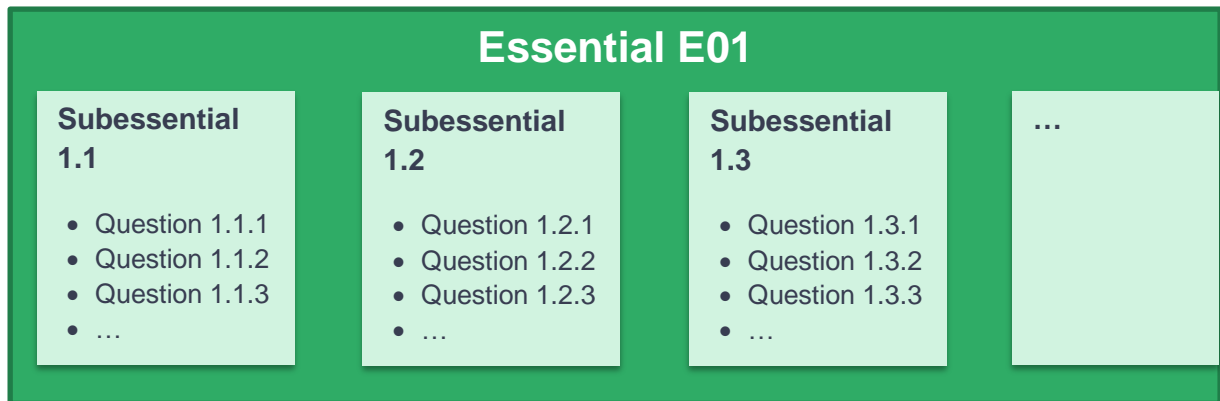 Essential E01
Subessential
1.1
• Question 1.1.1
• Question 1.1.2
• Question 1.1.3
• …
Subessential
1.2
• Question 1.2.1
• Question 1.2.2
• Question 1.2.3
• …
Subessential
1.3
• Question 1.3.1
• Question 1.3.2
• Question 1.3.3
• …
…